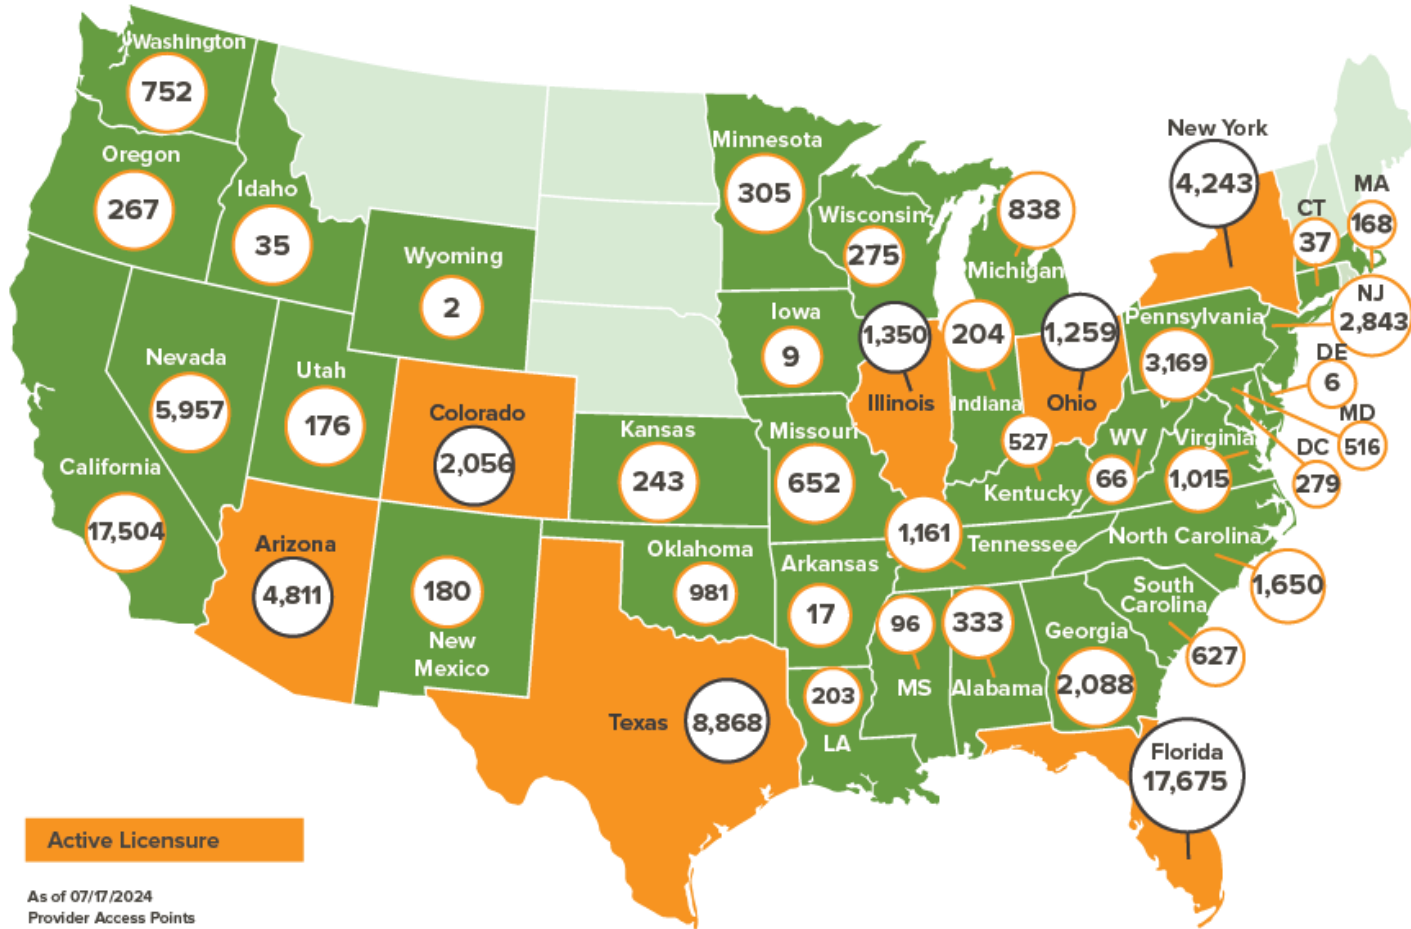 Washington
752
Oregon
267
Idaho
35
Wyoming
2
Nevada
5,957
Utah
176
California
17,504
Colorado
2,056
Arizona
4,811
180
New
Mexico
Kansas
243
Oklahoma
981
Texas
8,868
Minnesota
305
Iowa
9
Missouri
652
Arkansas
17
203
LA
Wisconsin
275
1,350
Illinois
838
Michigan
204
Indiana
1,259
Ohio
527
Kentucky
1,161
Tennessee
96
MS
333
Alabama
Georgia
2,088
Florida
17,675
South
Carolina
627
North Carolina
1,650
WV
66
Virginia
1,015
Pennsylvania
3,169
New York
4,243
CT
37
MA
168
NJ
2,843
DE
6
MD
516
DC
279
Active Licensure
As of 07/17/2024
Provider Access Points